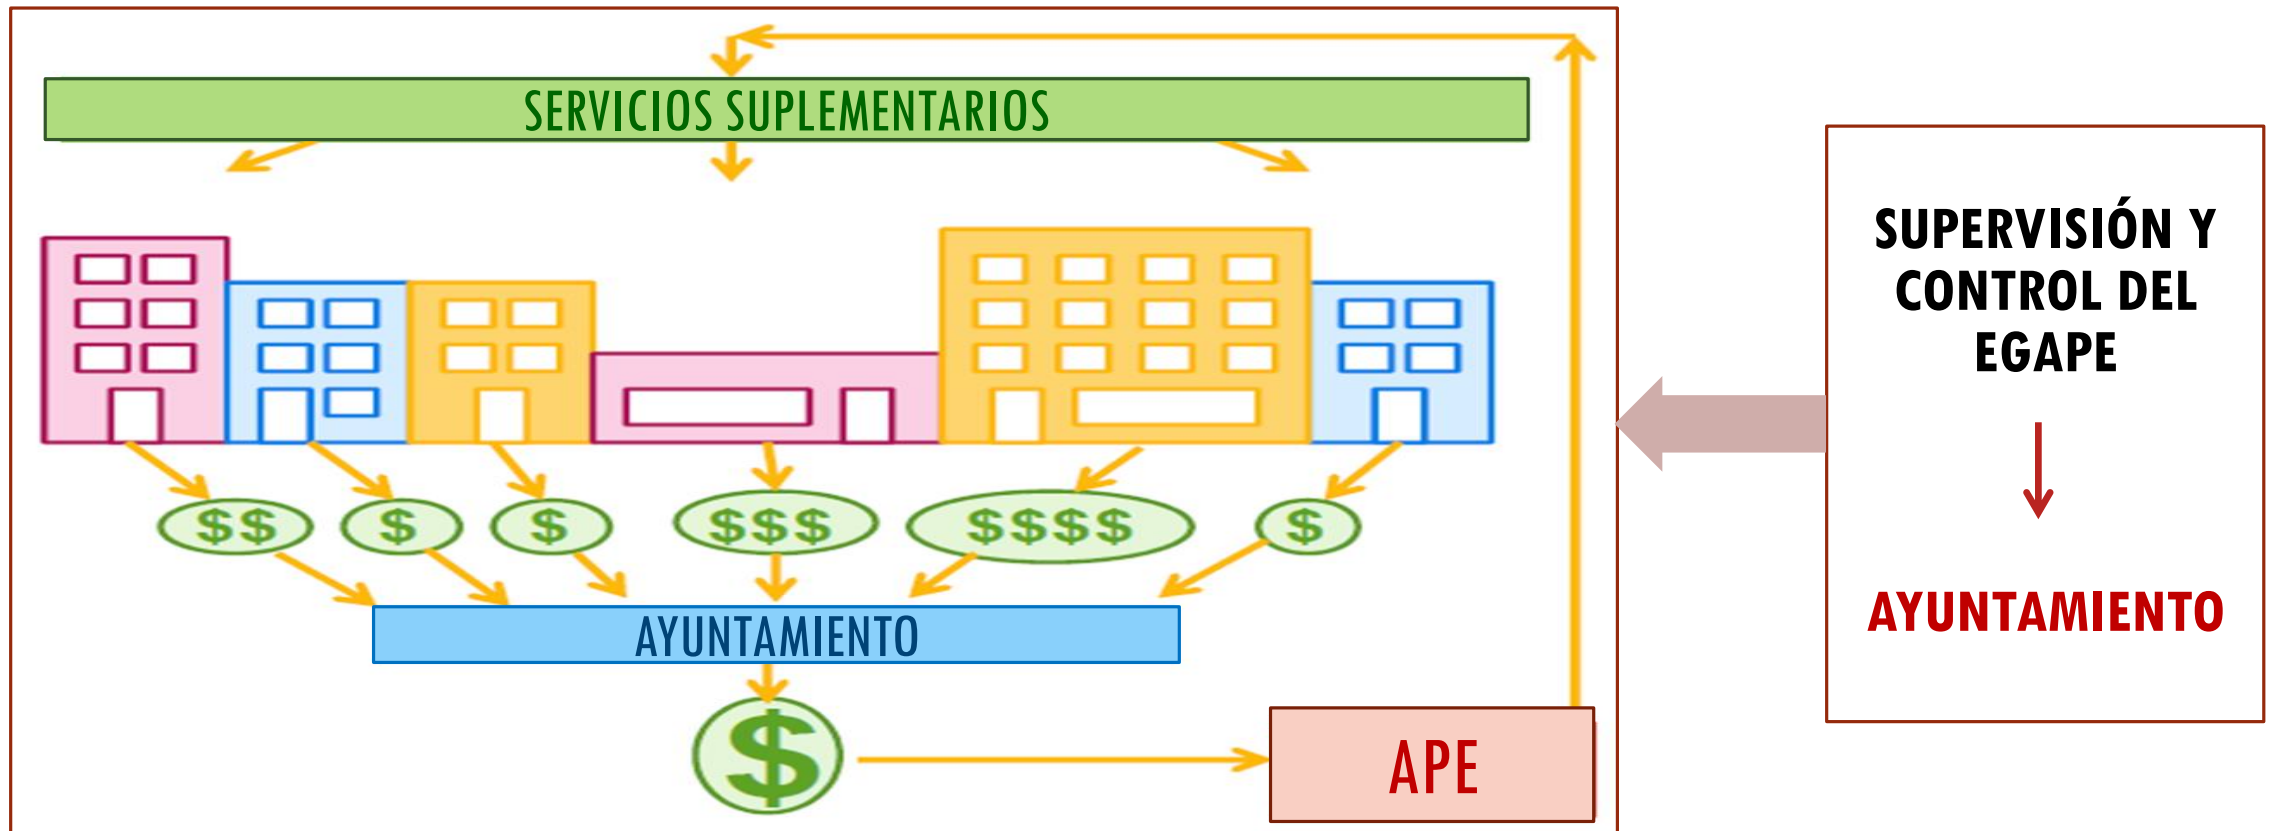 SERVICIOS SUPLEMENTARIOS
$$
$
$
$$$
$$$$
$
AYUNTAMIENTO
$
APE
SUPERVISIÓN Y
CONTROL DEL
EGAPE
AYUNTAMIENTO